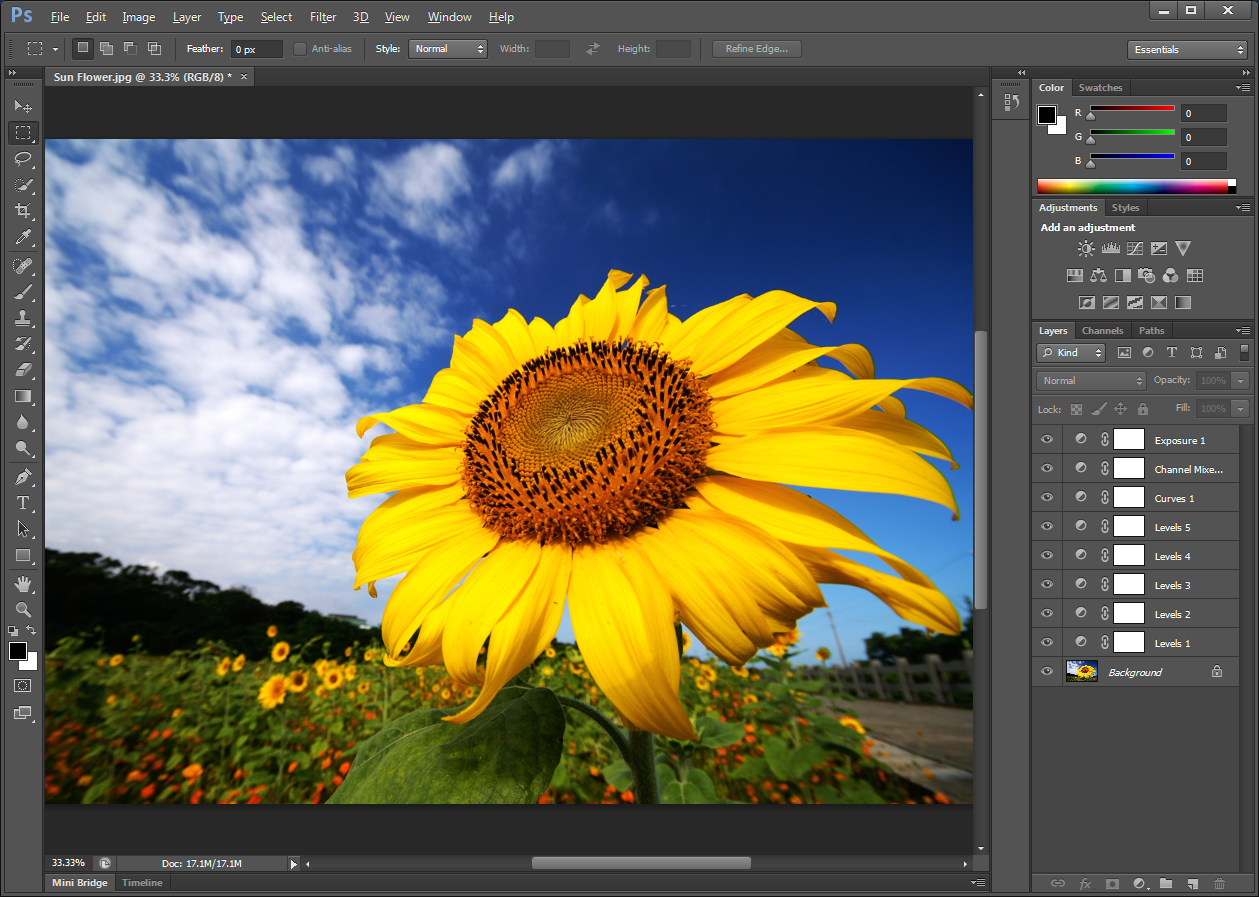 Ps File Edit Image Layer Type Select Filter 3D View Window Help
Feather: 0 px Anti-alias Style: Normal Width: Height: Refine Edge... Essentials
Sun Flower.jpg @ 33.3% (RGB/8) * ×
Color Swatches
R 0
G 0
B 0
Adjustments Styles
Add an adjustment
Layers Channels Paths
Kind
Normal Opacity: 100%
Lock: Fill: 100%
Exposure 1
Channel Mixe...
Curves 1
Levels 5
Levels 4
Levels 3
Levels 2
Levels 1
Background
33.33% Doc: 17.1M/17.1M
Mini Bridge Timeline
fx